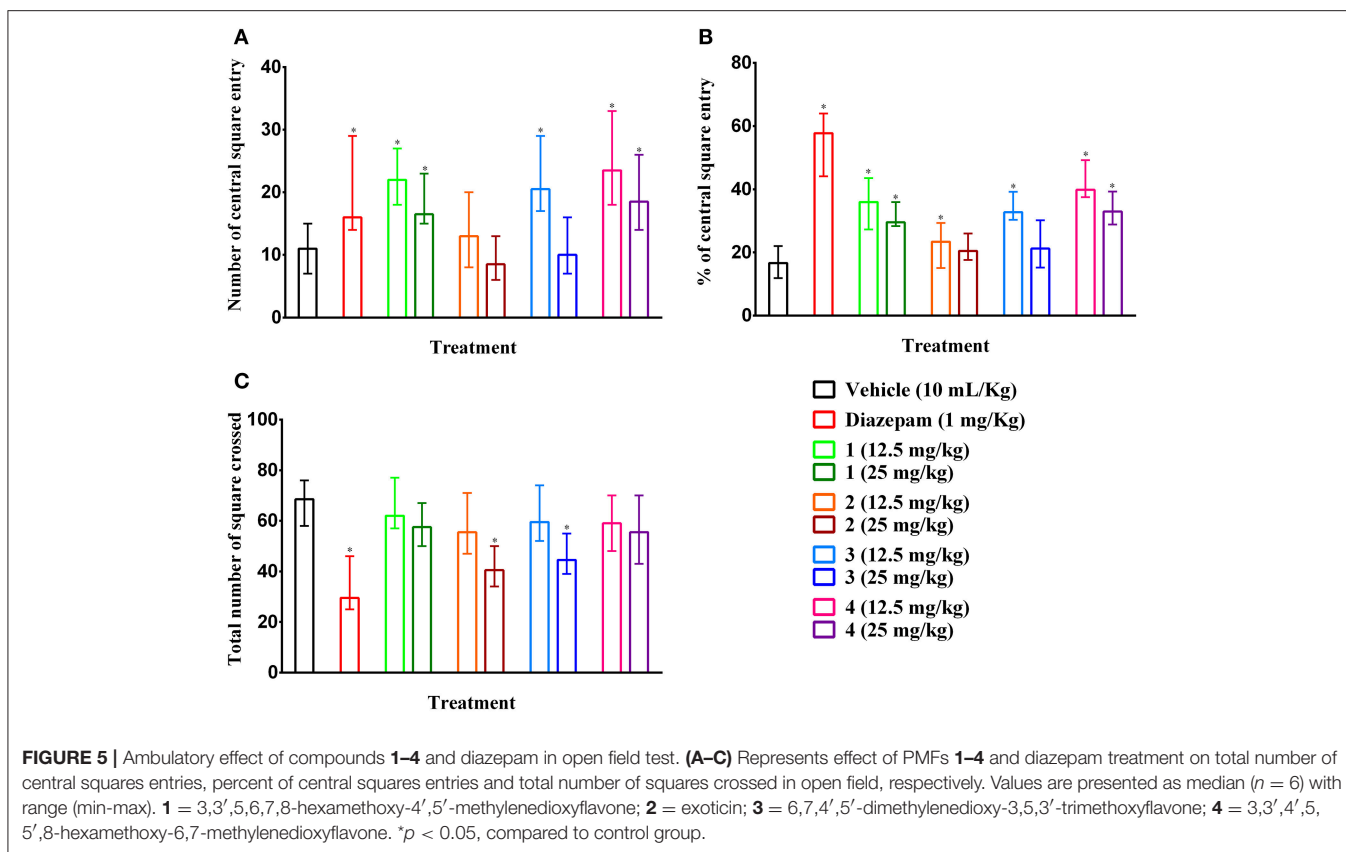 A
Number of central square entry
40
30
20
10
0
* * * * * *
Treatment
B
% of central square entry
80
60
40
20
0
* * * * * * *
Treatment
C
Total number of square crossed
100
80
60
40
20
0
* * *
Treatment
Vehicle (10 mL/Kg)
Diazepam (1 mg/Kg)
1 (12.5 mg/kg)
1 (25 mg/kg)
2 (12.5 mg/kg)
2 (25 mg/kg)
3 (12.5 mg/kg)
3 (25 mg/kg)
4 (12.5 mg/kg)
4 (25 mg/kg)
FIGURE 5 | Ambulatory effect of compounds 1–4 and diazepam in open field test. (A–C) Represents effect of PMFs 1–4 and diazepam treatment on total number of
central squares entries, percent of central squares entries and total number of squares crossed in open field, respectively. Values are presented as median (n = 6) with
range (min-max). 1 = 3,3′,5,6,7,8-hexamethoxy-4′,5′-methylenedioxyflavone; 2 = exoticin; 3 = 6,7,4′,5′-dimethylenedioxy-3,5,3′-trimethoxyflavone; 4 = 3,3′,4′,5,
5′,8-hexamethoxy-6,7-methylenedioxyflavone. *p < 0.05, compared to control group.